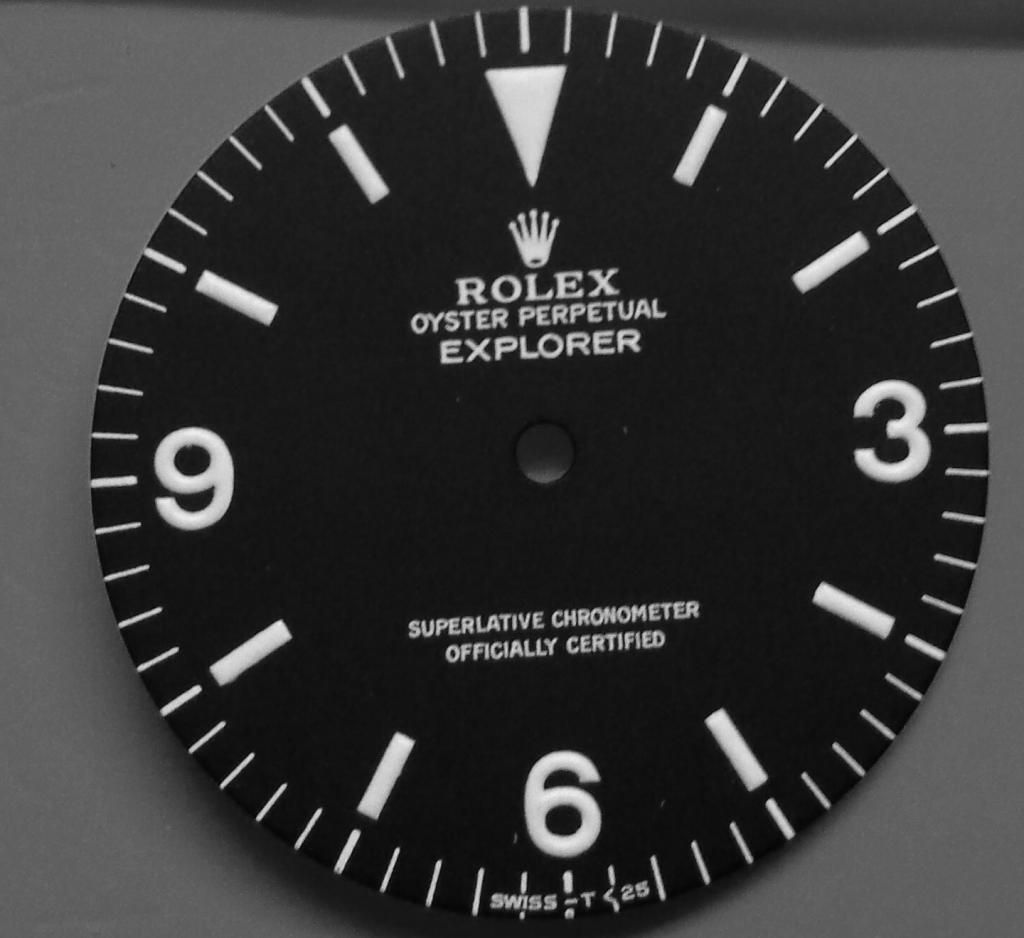 ROLEX
OYSTER PERPETUAL
EXPLORER
9 3
SUPERLATIVE CHRONOMETER
OFFICIALLY CERTIFIED
6
SWISS - T < 25